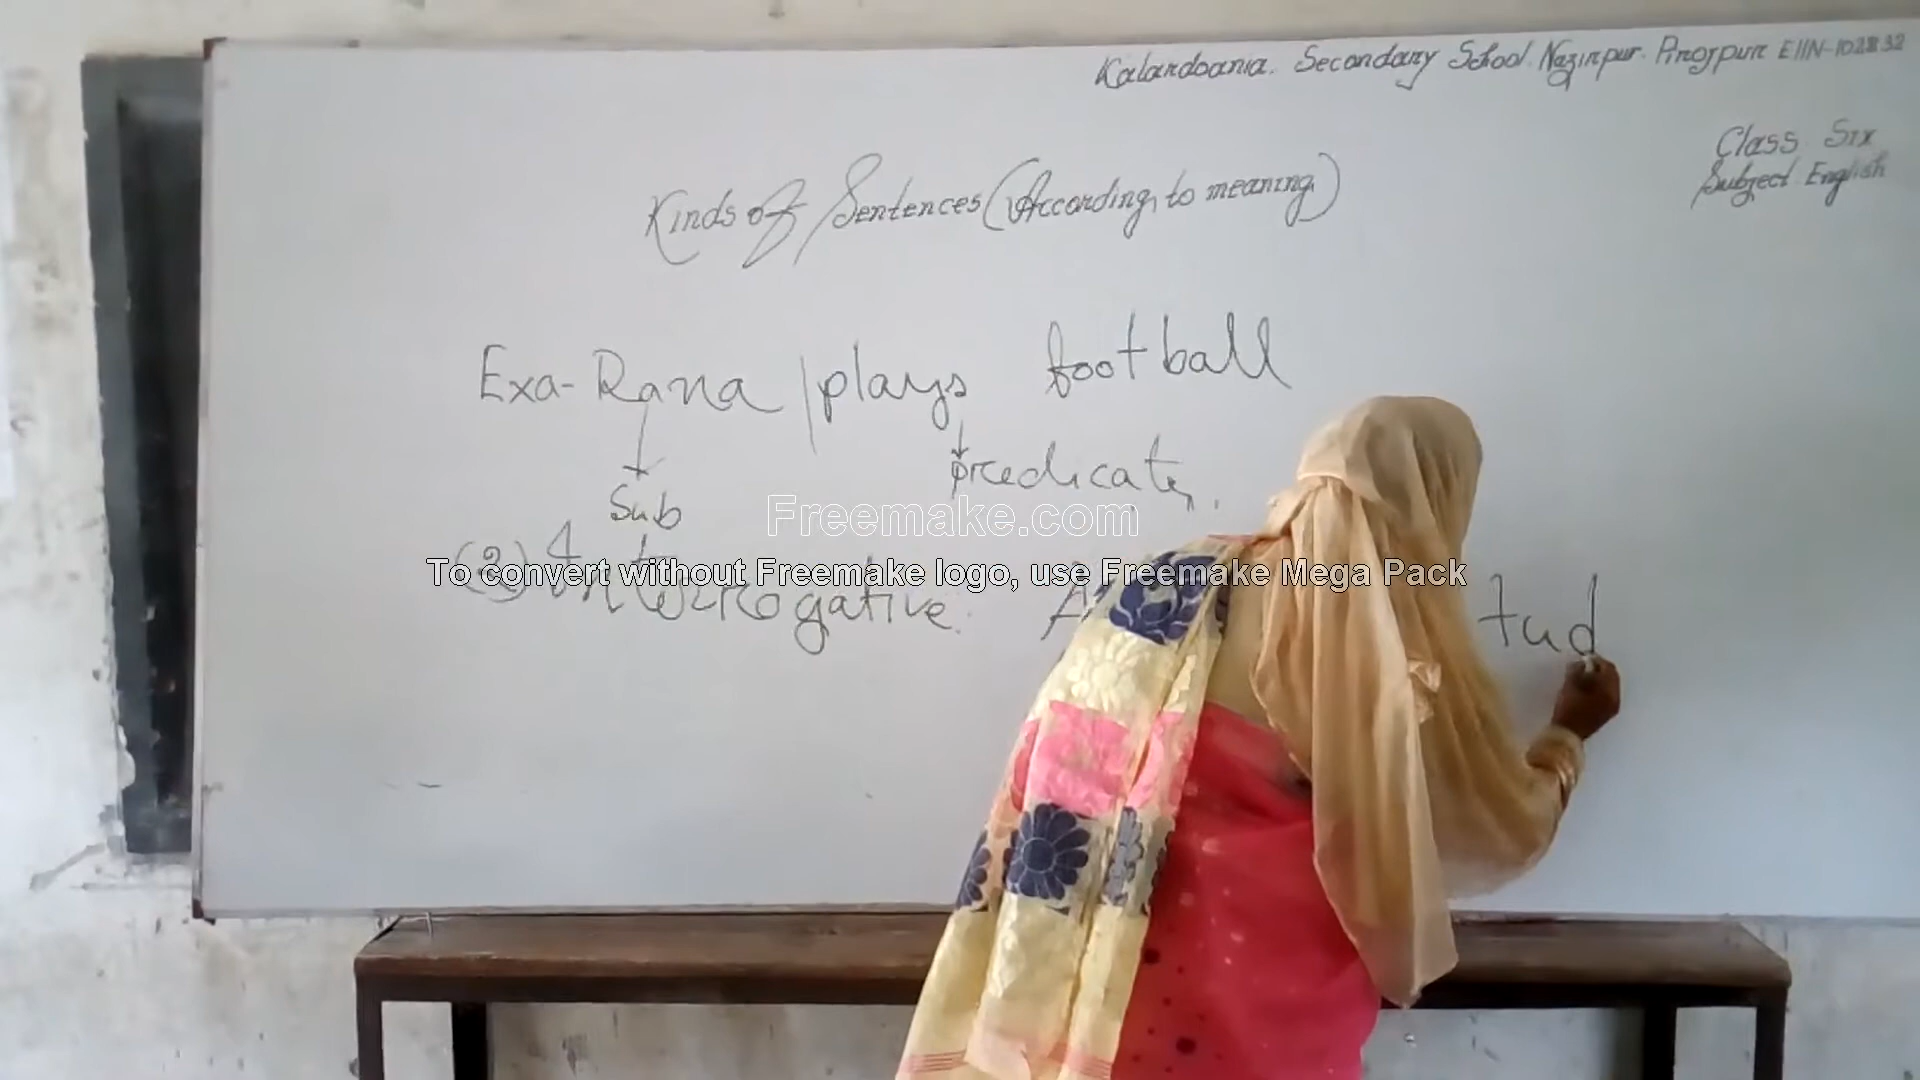 Kalardoania. Secondary School. Nazirpur. Pirojpur EIIN-102832
Class Six
Subject English
Kinds of Sentences (According to meaning)
Exa- Rana / plays football
Sub predicate.
Freemake.com
To convert without Freemake logo, use Freemake Mega Pack
(2) Interrogative. A tud